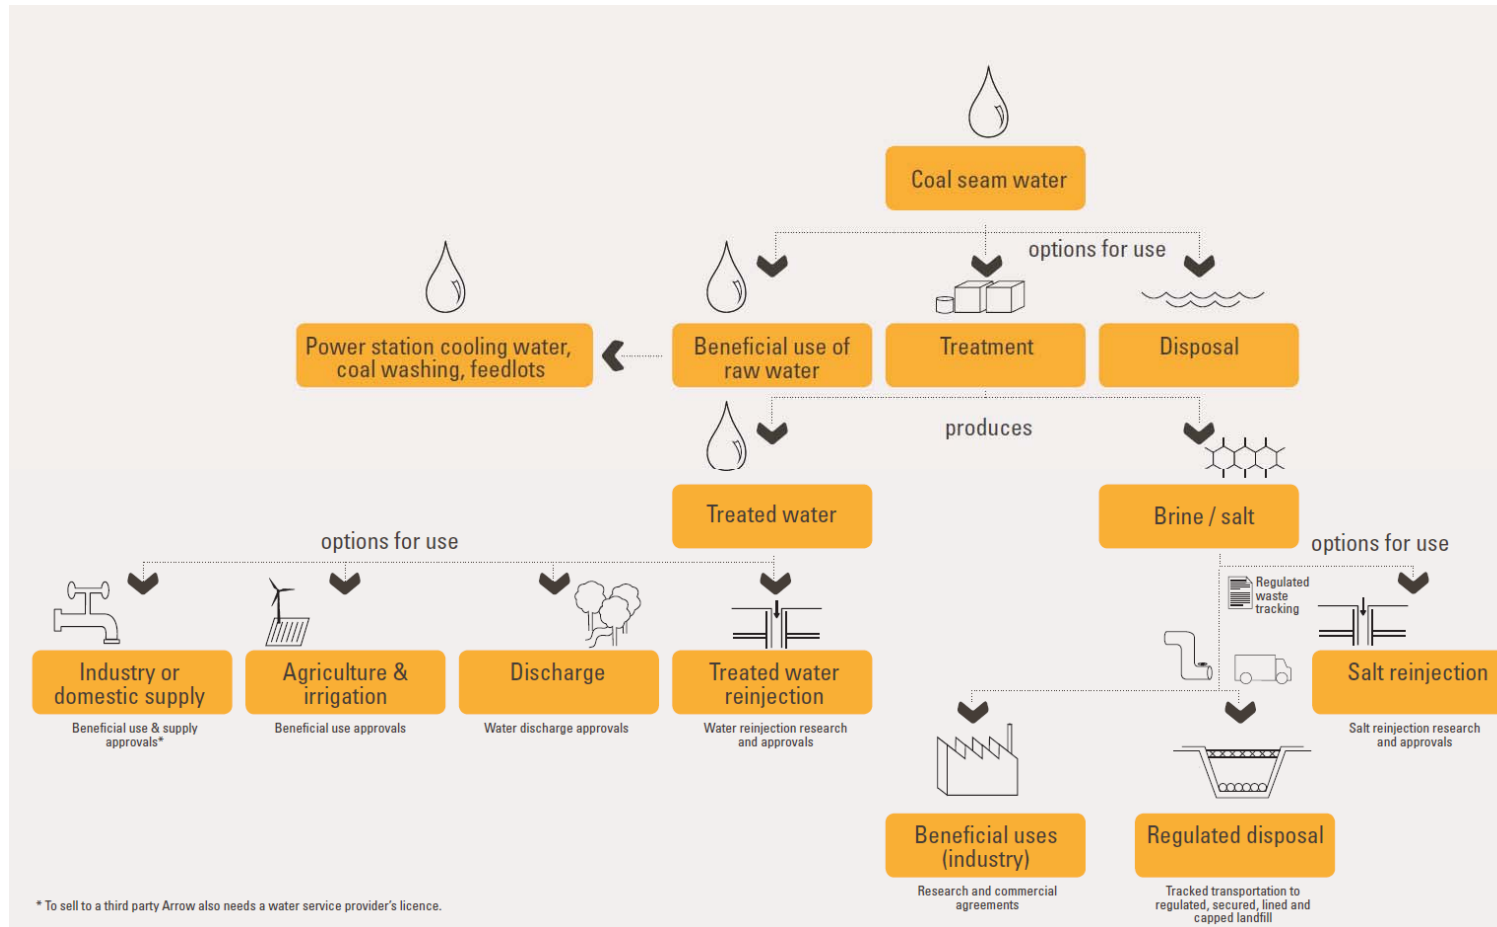 Coal seam water
options for use
Power station cooling water,
coal washing, feedlots
Beneficial use of
raw water
Treatment
Disposal
produces
Treated water
Brine / salt
options for use
options for use
Regulated
waste
tracking
Industry or
domestic supply
Agriculture &
irrigation
Discharge
Treated water
reinjection
Salt reinjection
Beneficial use & supply
approvals*
Beneficial use approvals
Water discharge approvals
Water reinjection research
and approvals
Salt reinjection research
and approvals
Beneficial uses
(industry)
Regulated disposal
Research and commercial
agreements
Tracked transportation to
regulated, secured, lined and
capped landfill
* To sell to a third party Arrow also needs a water service provider's licence.